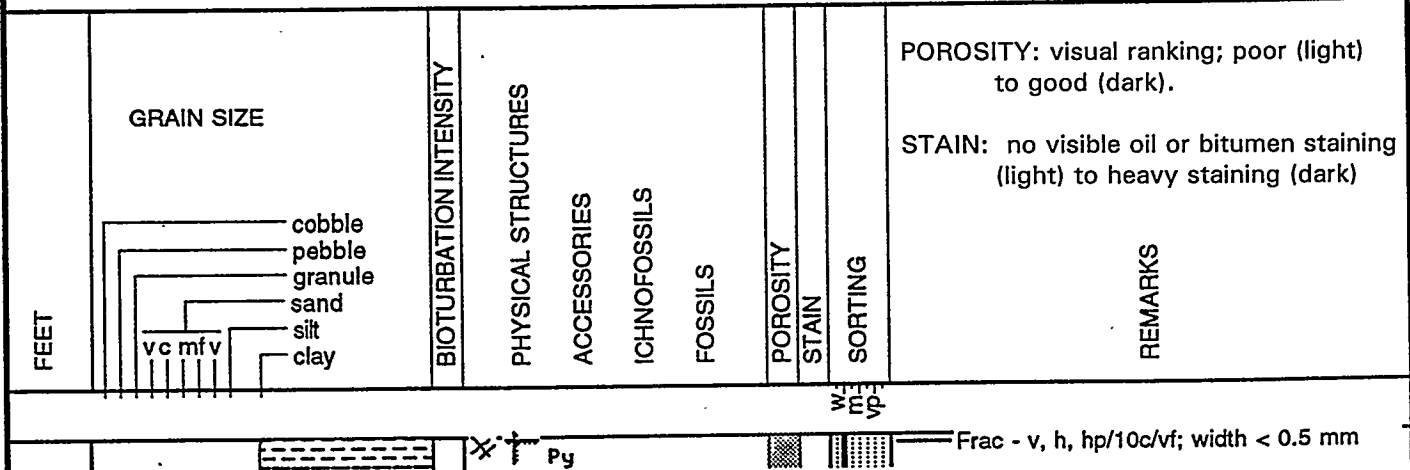 FEET
GRAIN SIZE
cobble
pebble
granule
sand
silt
clay
v c m f v
BIOTURBATION INTENSITY
PHYSICAL STRUCTURES
ACCESSORIES
ICHNOFOSSILS
FOSSILS
POROSITY
STAIN
SORTING
POROSITY: visual ranking; poor (light)
to good (dark).
STAIN: no visible oil or bitumen staining
(light) to heavy staining (dark)
REMARKS
w
m
vp
Py
Frac - v, h, hp/10c/vf; width < 0.5 mm